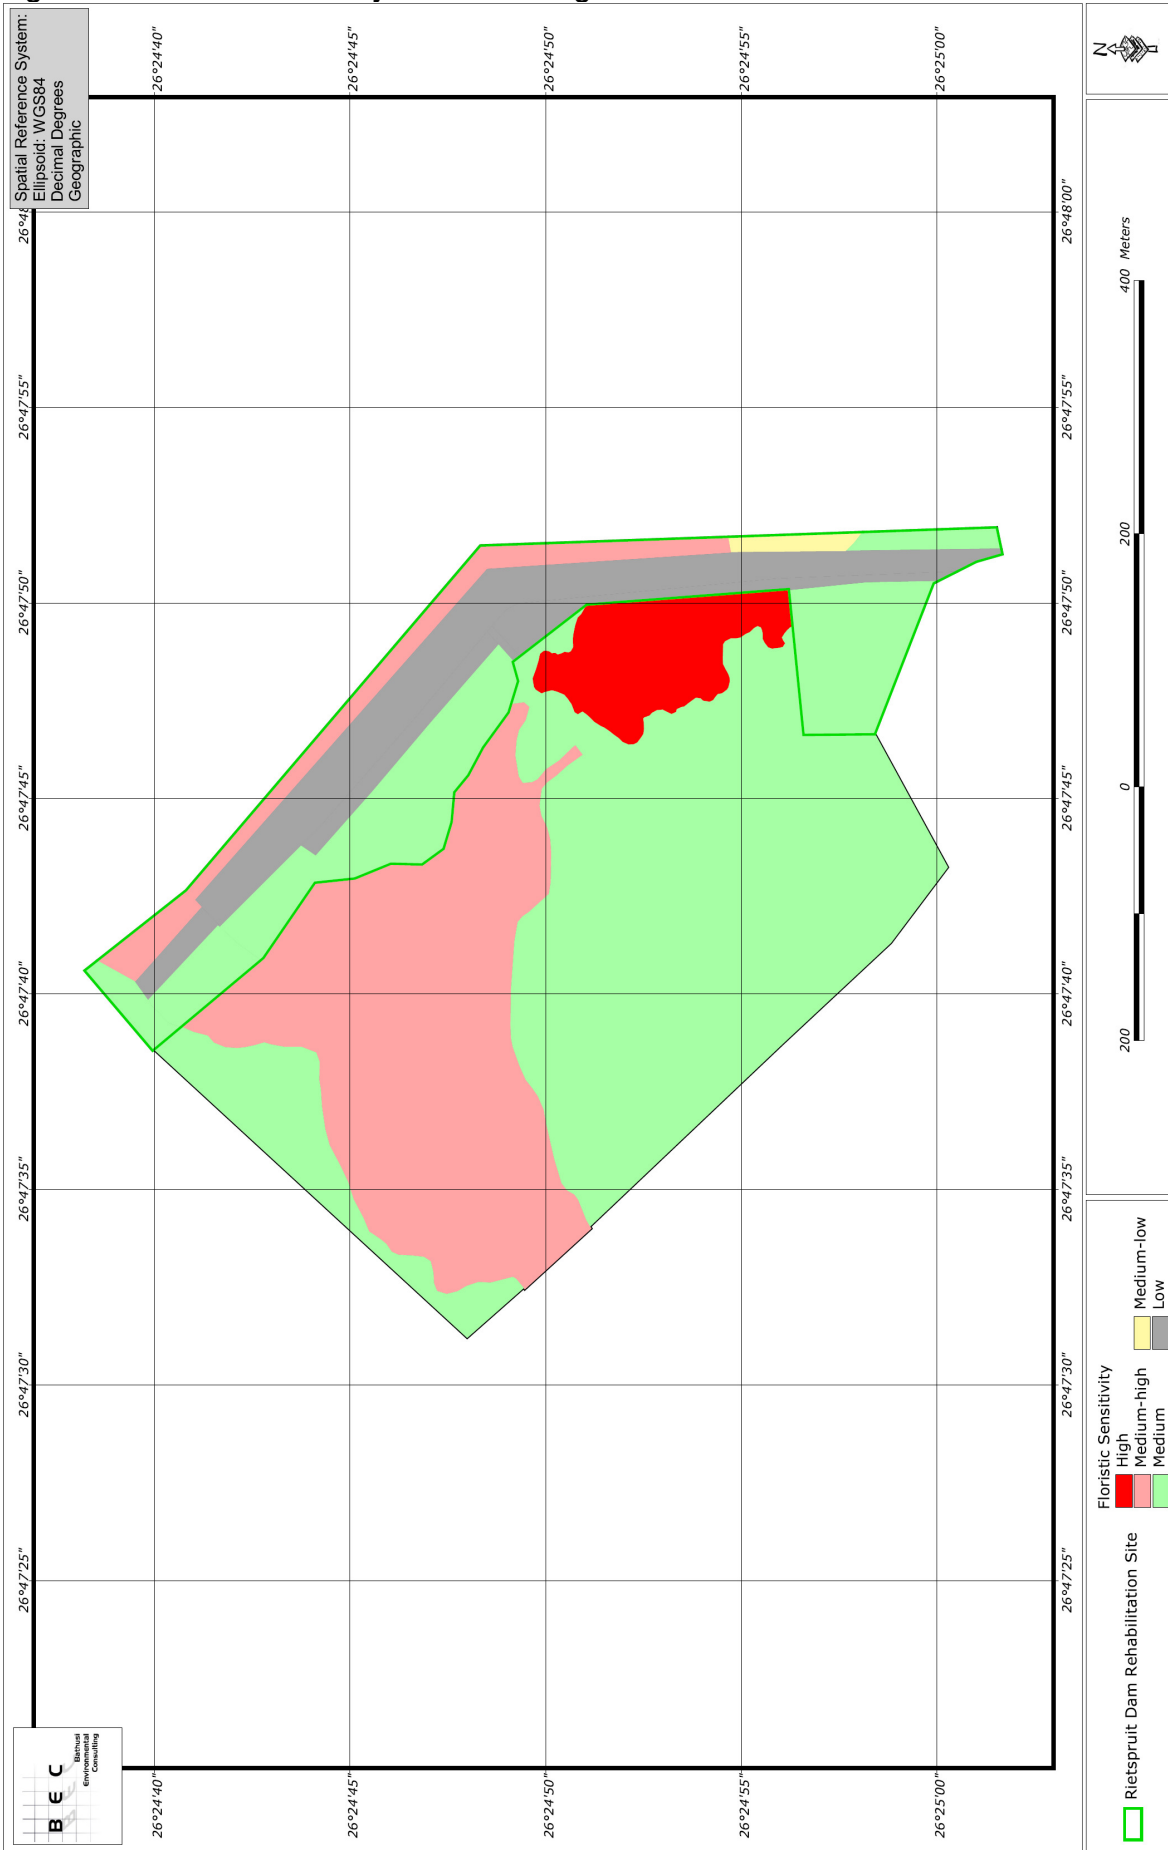 Spatial Reference System:
Ellipsoid: WGS84
Decimal Degrees
Geographic
B E C
Bathusi
Environmental
Consulting
26°47'25"
26°47'30"
26°47'35"
26°47'40"
26°47'45"
26°47'50"
26°47'55"
26°24'40"
26°24'45"
26°24'50"
26°24'55"
26°25'00"
26°24'40"
26°24'45"
26°24'50"
26°24'55"
26°25'00"
26°47'25"
26°47'30"
26°47'35"
26°47'40"
26°47'45"
26°47'50"
26°47'55"
26°48'00"
Rietspruit Dam Rehabilitation Site
Floristic Sensitivity
High
Medium-high
Medium
Medium-low
Low
200
0
200
400 Meters
N